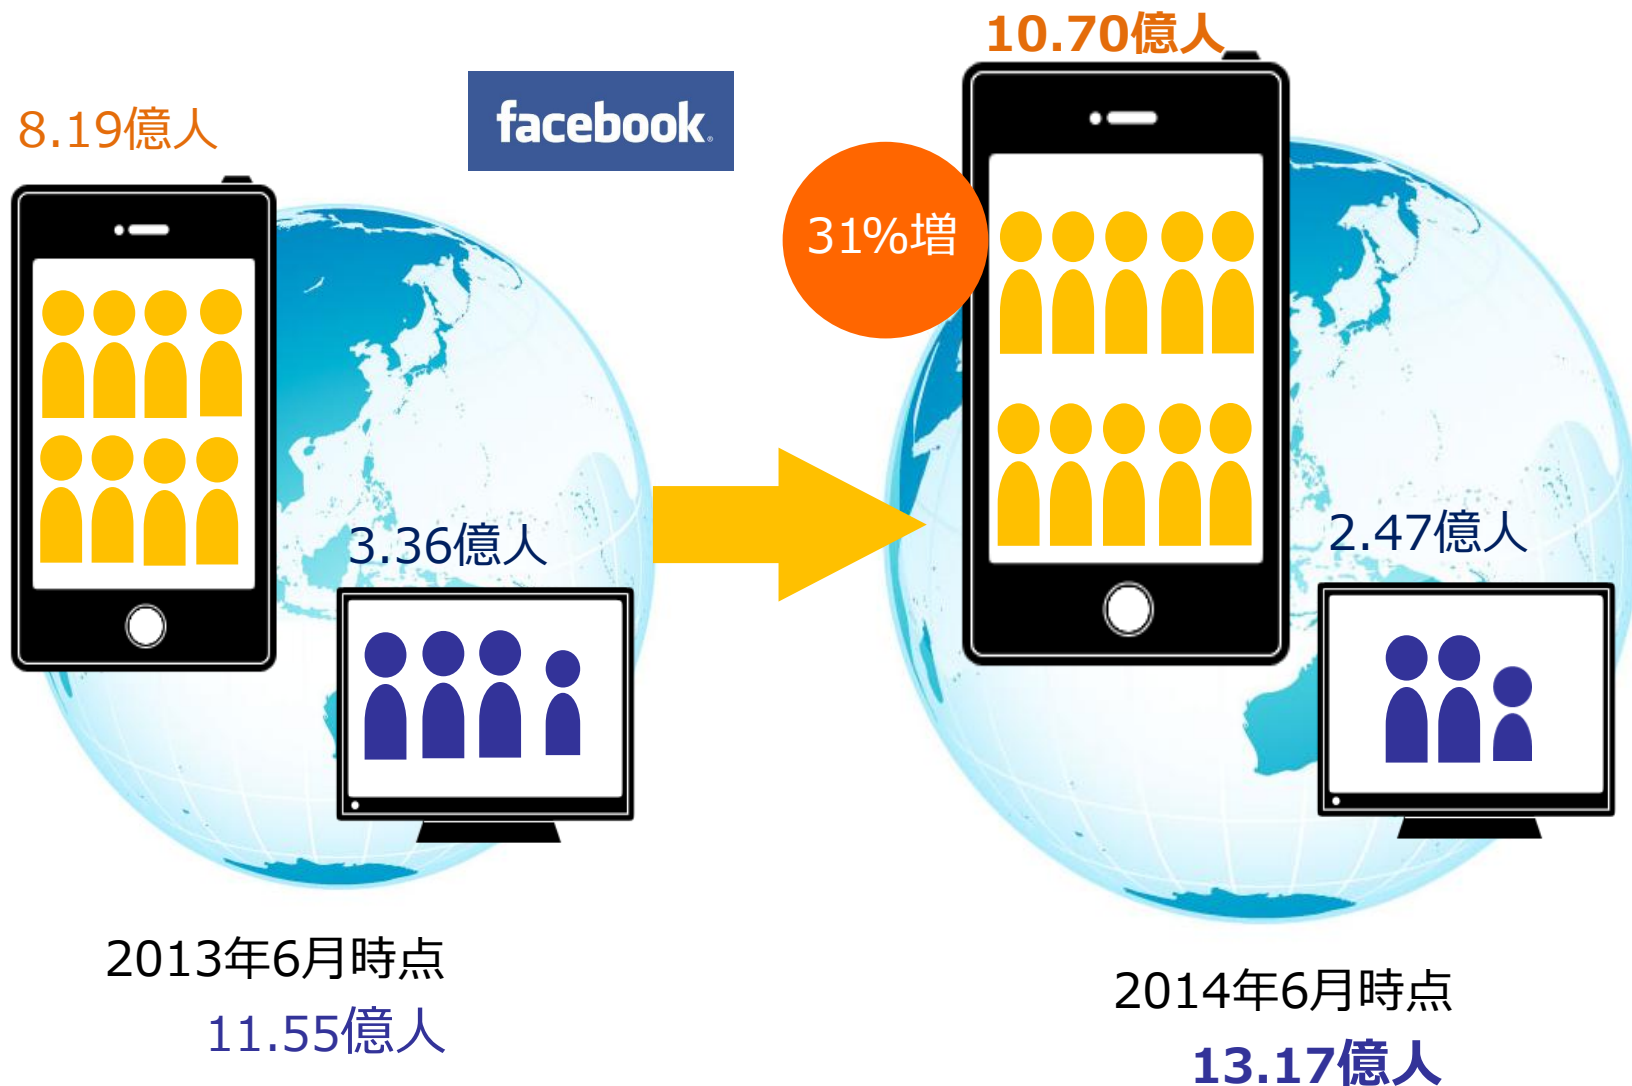 8.19億人
facebook.
10.70億人
31%増
3.36億人
2.47億人
2013年6月時点
11.55億人
2014年6月時点
13.17億人